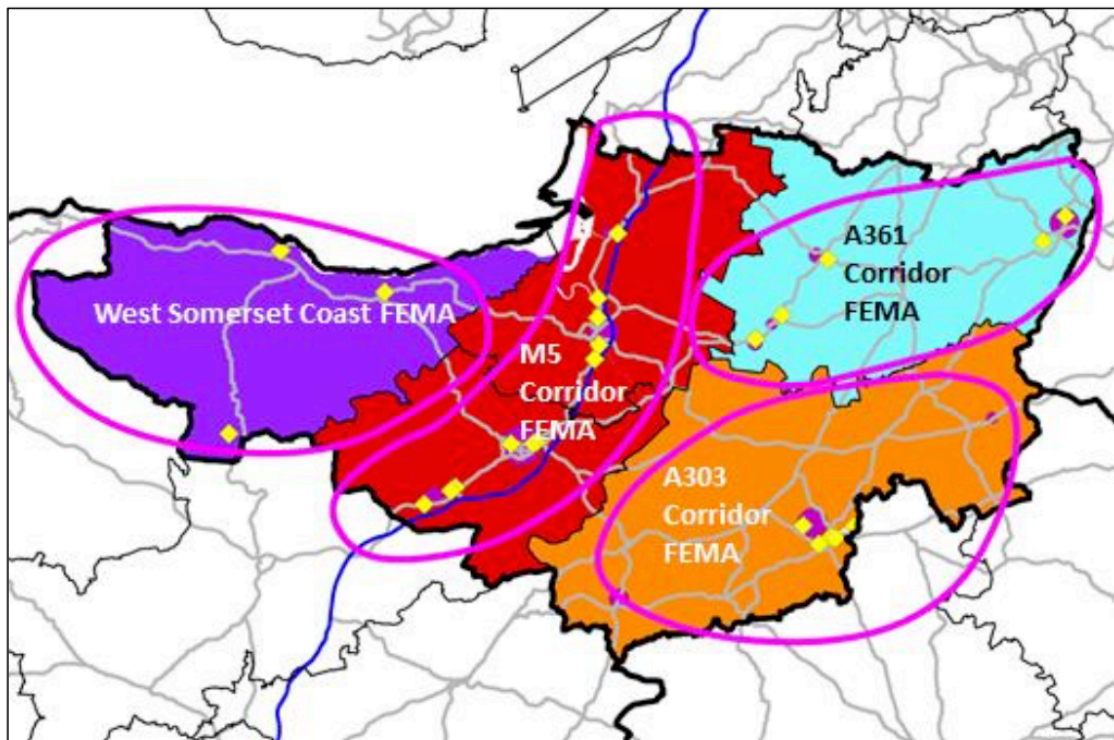 A361
Corridor
FEMA
West Somerset Coast FEMA
M5
Corridor
FEMA
A303
Corridor
FEMA